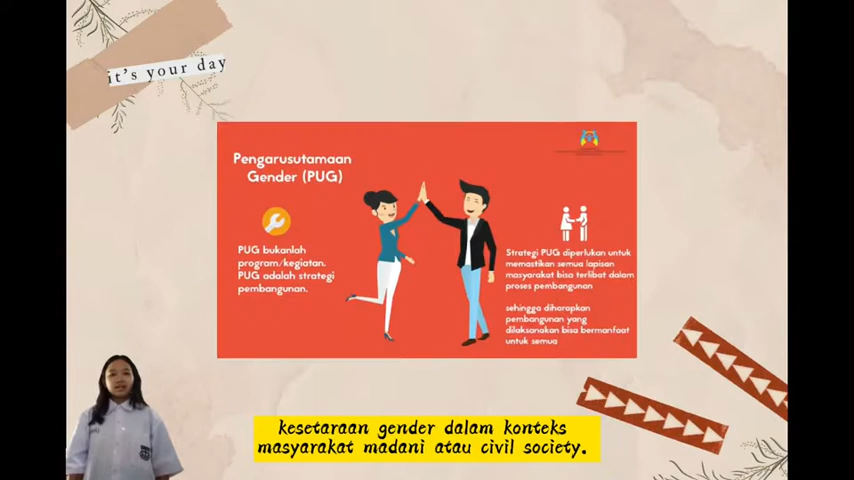 it's your day
Pengarusutamaan
Gender (PUG)
PUG bukanlah
program/kegiatan.
PUG adalah strategi
pembangunan.
Strategi PUG diperlukan untuk
memastikan semua lapisan
masyarakat bisa terlibat dalam
proses pembangunan
sehingga diharapkan
pembangunan yang
dilaksanakan bisa bermanfaat
untuk semua
kesetaraan gender dalam konteks
masyarakat madani atau civil society.